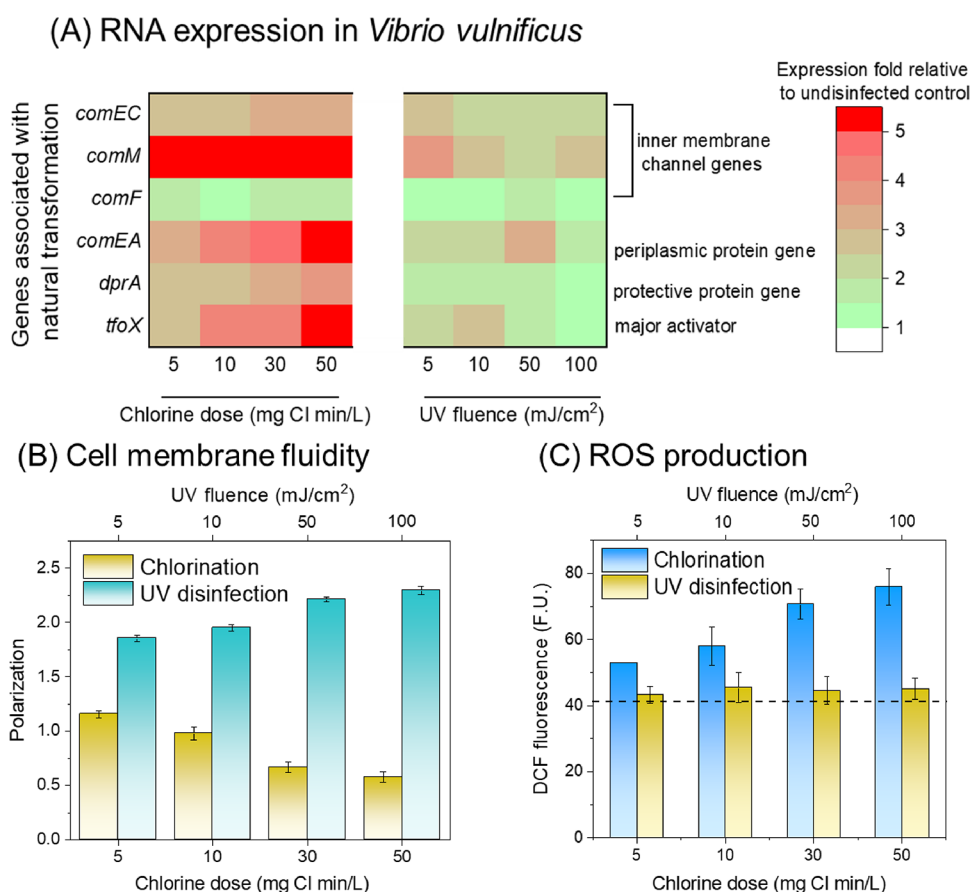 (A) RNA expression in Vibrio vulnificus
Expression fold relative
to undisinfected control
Genes associated with
natural transformation
comEC
comM
comF
comEA
dprA
tfoX
inner membrane
channel genes
periplasmic protein gene
protective protein gene
major activator
5
4
3
2
1
5 10 30 50
5 10 50 100
Chlorine dose (mg Cl min/L)
UV fluence (mJ/cm²)
(B) Cell membrane fluidity
UV fluence (mJ/cm²)
5 10 50 100
Chlorination
UV disinfection
Polarization
2.5
2.0
1.5
1.0
0.5
0.0
5 10 30 50
Chlorine dose (mg Cl min/L)
(C) ROS production
UV fluence (mJ/cm²)
5 10 50 100
Chlorination
UV disinfection
DCF fluorescence (F.U.)
80
60
40
20
0
5 10 30 50
Chlorine dose (mg Cl min/L)